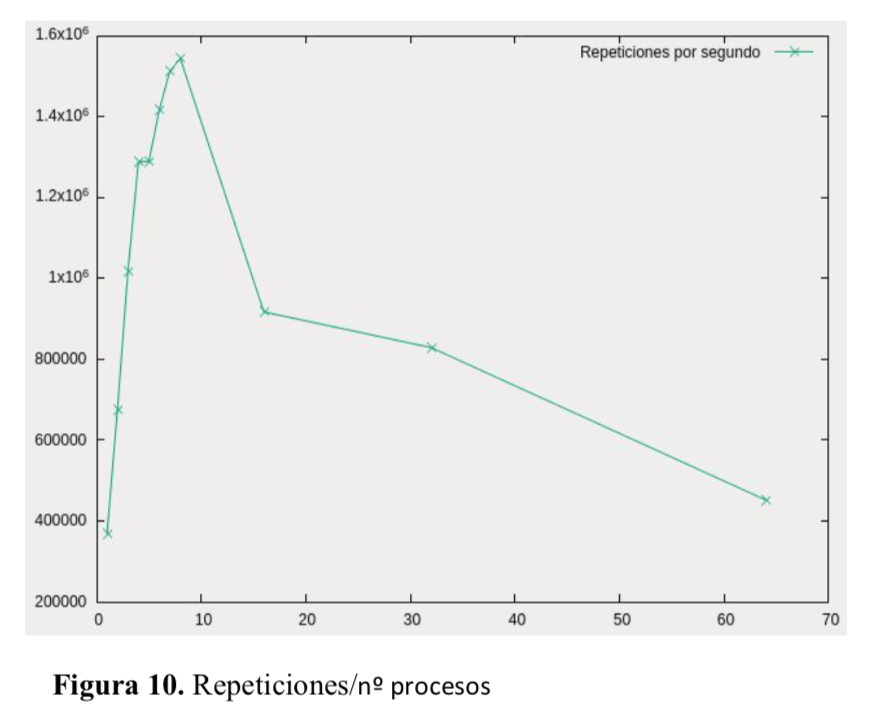 1.6x10⁶
Repeticiones por segundo
1.4x10⁶
1.2x10⁶
1x10⁶
800000
600000
400000
200000
0 10 20 30 40 50 60 70
Figura 10. Repeticiones/nº procesos